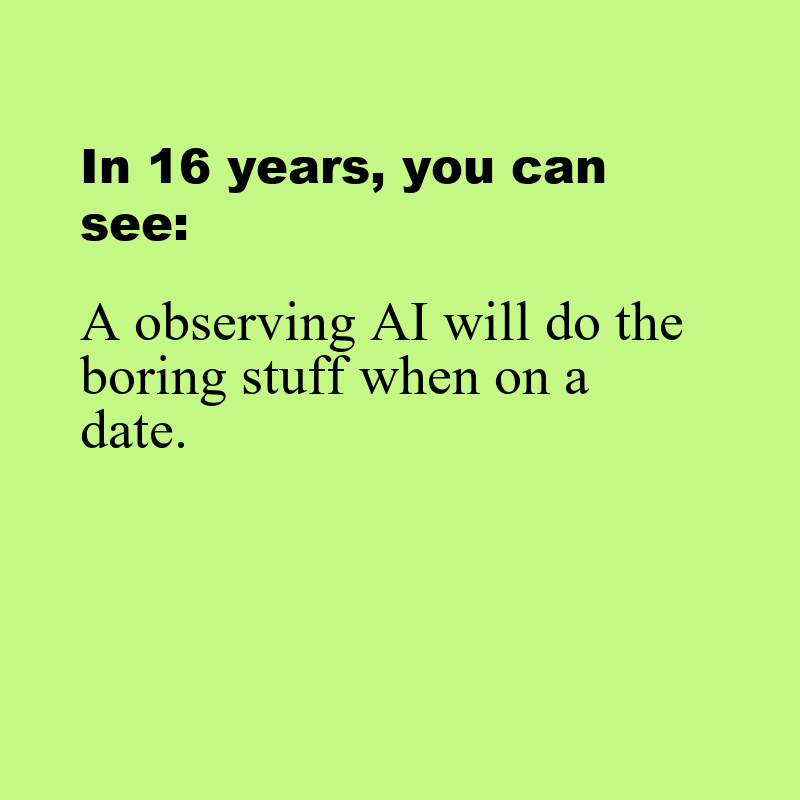 In 16 years, you can
see:
A observing AI will do the
boring stuff when on a
date.